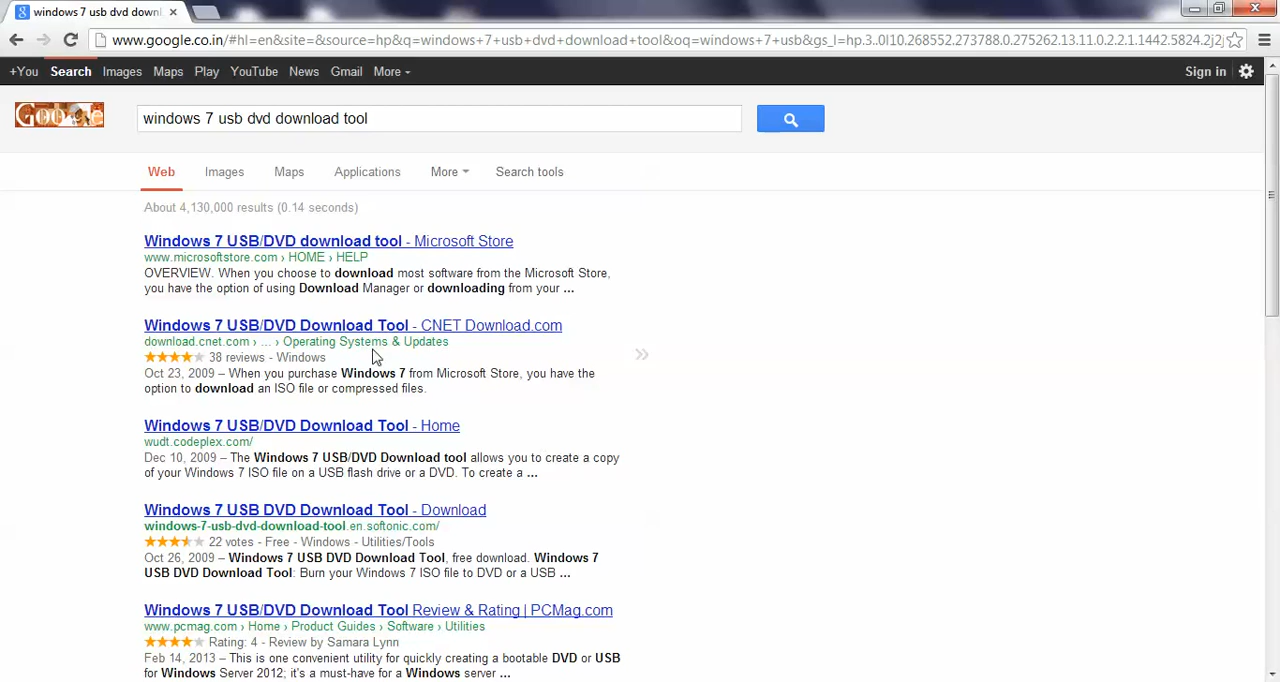 windows 7 usb dvd downl
www.google.co.in/#hl=en&site=&source=hp&q=windows+7+usb+dvd+download+tool&oq=windows+7+usb&gs_l=hp.3.0l10.268552.273788.0.275262.13.11.0.2.2.1.1442.5824.2j2j
+You Search Images Maps Play YouTube News Gmail More Sign in
Google windows 7 usb dvd download tool
Web Images Maps Applications More Search tools
About 4,130,000 results (0.14 seconds)
Windows 7 USB/DVD download tool - Microsoft Store
www.microsoftstore.com › HOME › HELP
OVERVIEW. When you choose to download most software from the Microsoft Store,
you have the option of using Download Manager or downloading from your ...
Windows 7 USB/DVD Download Tool - CNET Download.com
download.cnet.com › ... › Operating Systems & Updates
38 reviews - Windows
Oct 23, 2009 – When you purchase Windows 7 from Microsoft Store, you have the
option to download an ISO file or compressed files.
Windows 7 USB/DVD Download Tool - Home
wudt.codeplex.com/
Dec 10, 2009 – The Windows 7 USB/DVD Download tool allows you to create a copy
of your Windows 7 ISO file on a USB flash drive or a DVD. To create a ...
Windows 7 USB DVD Download Tool - Download
windows-7-usb-dvd-download-tool.en.softonic.com/
22 votes - Free - Windows - Utilities/Tools
Oct 26, 2009 – Windows 7 USB DVD Download Tool, free download. Windows 7
USB DVD Download Tool: Burn your Windows 7 ISO file to DVD or a USB ...
Windows 7 USB/DVD Download Tool Review & Rating | PCMag.com
www.pcmag.com › Home › Product Guides › Software › Utilities
Rating: 4 - Review by Samara Lynn
Feb 14, 2013 – This is one convenient utility for quickly creating a bootable DVD or USB
for Windows Server 2012; it's a must-have for a Windows server ...